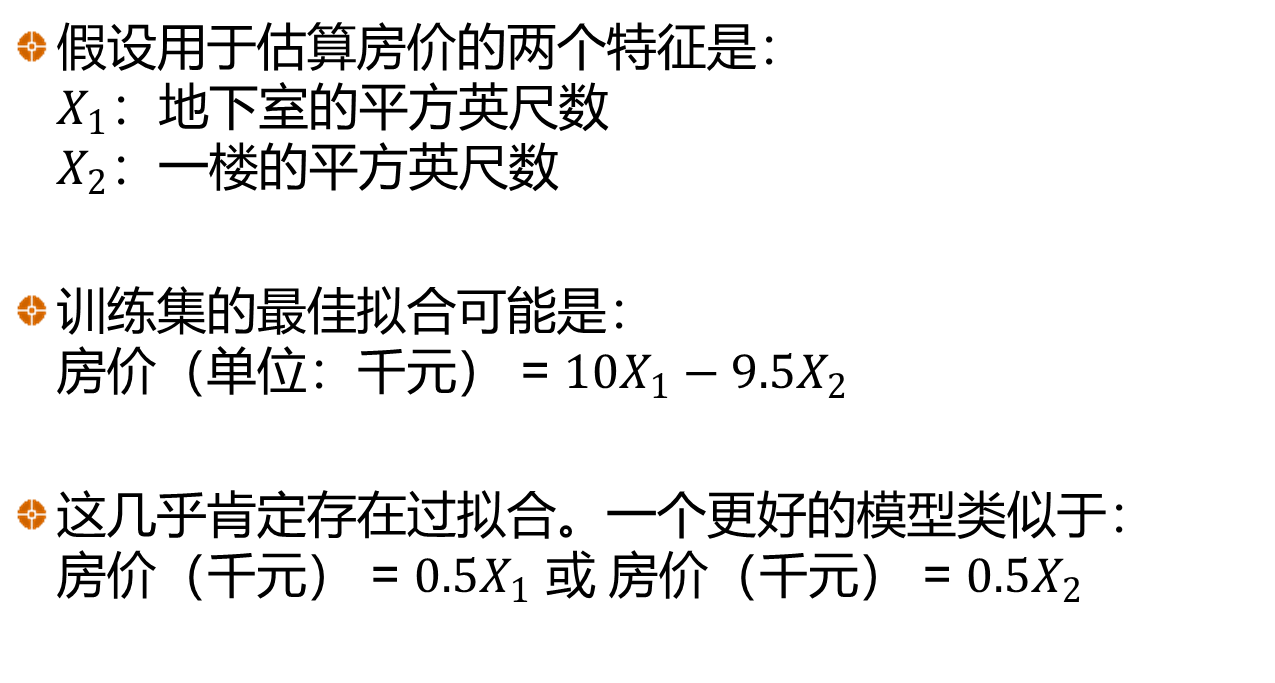 假设用于估算房价的两个特征是：
X₁：地下室的平方英尺数
X₂：一楼的平方英尺数
训练集的最佳拟合可能是：
房价（单位：千元） = 10X₁ − 9.5X₂
这几乎肯定存在过拟合。一个更好的模型类似于：
房价（千元） = 0.5X₁ 或 房价（千元） = 0.5X₂